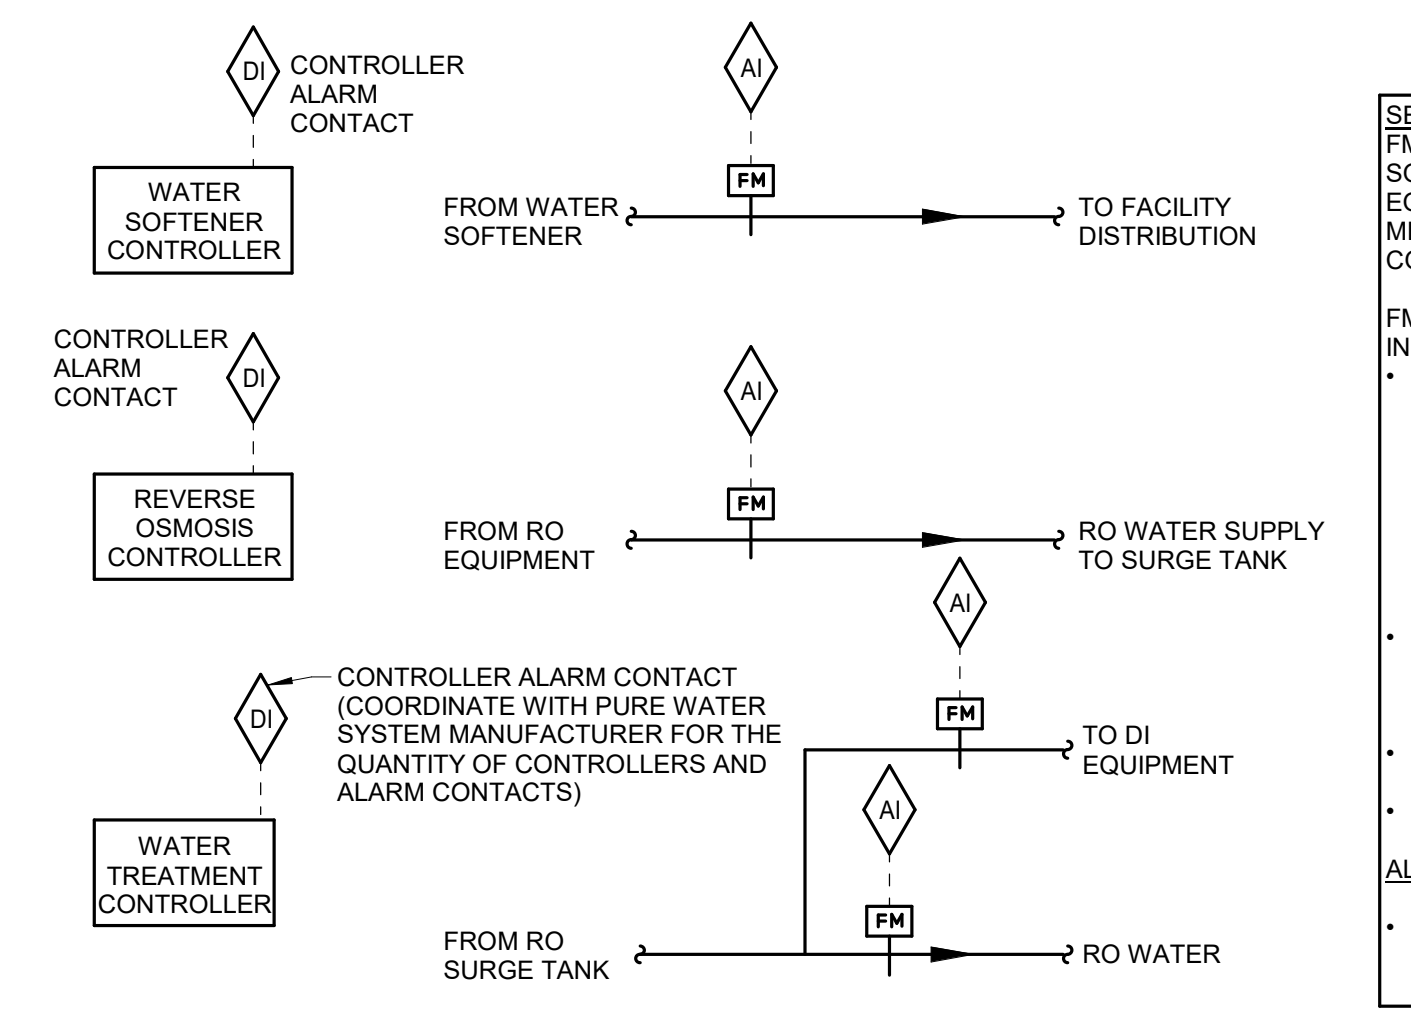 DI
CONTROLLER
ALARM
CONTACT
WATER
SOFTENER
CONTROLLER
AI
FM
FROM WATER
SOFTENER
TO FACILITY
DISTRIBUTION
CONTROLLER
ALARM
CONTACT
DI
REVERSE
OSMOSIS
CONTROLLER
AI
FM
FROM RO
EQUIPMENT
RO WATER SUPPLY
TO SURGE TANK
DI
CONTROLLER ALARM CONTACT
(COORDINATE WITH PURE WATER
SYSTEM MANUFACTURER FOR THE
QUANTITY OF CONTROLLERS AND
ALARM CONTACTS)
WATER
TREATMENT
CONTROLLER
AI
FM
TO DI
EQUIPMENT
AI
FM
FROM RO
SURGE TANK
RO WATER